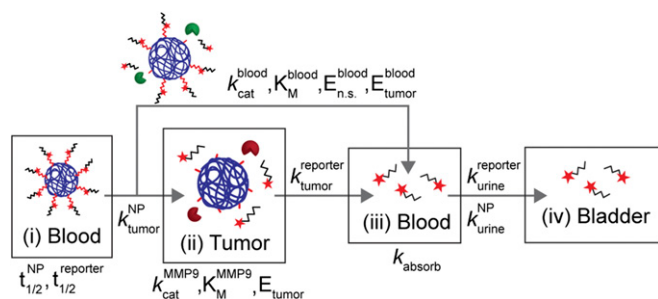 k_cat^blood, K_M^blood, E_n.s.^blood, E_tumor^blood
(i) Blood
k_tumor^NP
(ii) Tumor
k_tumor^reporter
(iii) Blood
k_urine^reporter
k_urine^NP
(iv) Bladder
t_1/2^NP, t_1/2^reporter
k_cat^MMP9, K_M^MMP9, E_tumor
k_absorb